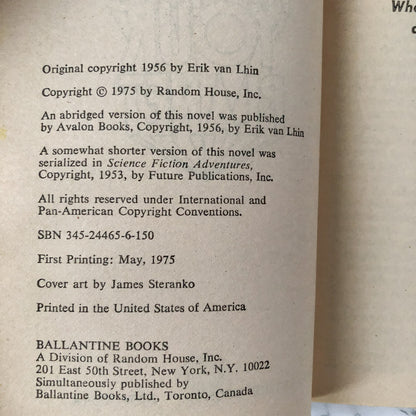 Original copyright 1956 by Erik van Lhin
Copyright © 1975 by Random House, Inc.
An abridged version of this novel was published
by Avalon Books, Copyright, 1956, by Erik van Lhin
A somewhat shorter version of this novel was
serialized in Science Fiction Adventures,
Copyright, 1953, by Future Publications, Inc.
All rights reserved under International and
Pan-American Copyright Conventions.
SBN 345-24465-6-150
First Printing: May, 1975
Cover art by James Steranko
Printed in the United States of America
BALLANTINE BOOKS
A Division of Random House, Inc.
201 East 50th Street, New York, N.Y. 10022
Simultaneously published by
Ballantine Books, Ltd., Toronto, Canada